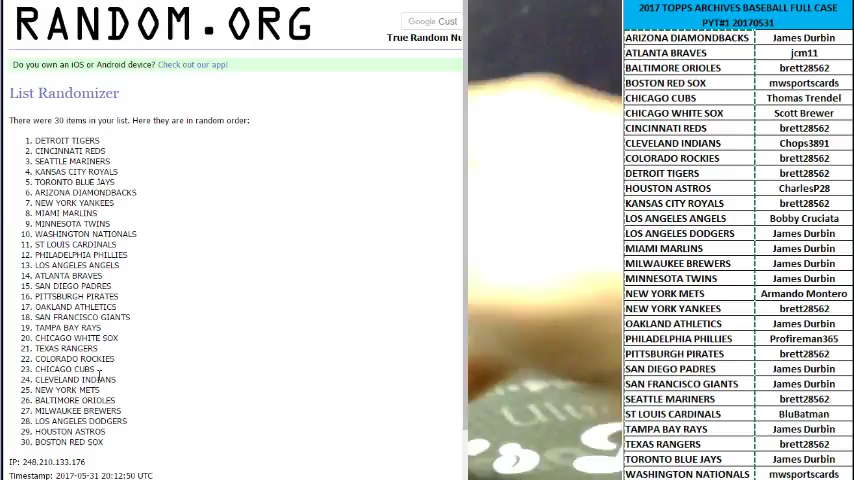 RANDOM.ORG
Google Cust
True Random Nu
Do you own an iOS or Android device? Check out our app!
List Randomizer
There were 30 items in your list. Here they are in random order:
1. DETROIT TIGERS
2. CINCINNATI REDS
3. SEATTLE MARINERS
4. KANSAS CITY ROYALS
5. TORONTO BLUE JAYS
6. ARIZONA DIAMONDBACKS
7. NEW YORK YANKEES
8. MIAMI MARLINS
9. MINNESOTA TWINS
10. WASHINGTON NATIONALS
11. ST LOUIS CARDINALS
12. PHILADELPHIA PHILLIES
13. LOS ANGELES ANGELS
14. ATLANTA BRAVES
15. SAN DIEGO PADRES
16. PITTSBURGH PIRATES
17. OAKLAND ATHLETICS
18. SAN FRANCISCO GIANTS
19. TAMPA BAY RAYS
20. CHICAGO WHITE SOX
21. TEXAS RANGERS
22. COLORADO ROCKIES
23. CHICAGO CUBS
24. CLEVELAND INDIANS
25. NEW YORK METS
26. BALTIMORE ORIOLES
27. MILWAUKEE BREWERS
28. LOS ANGELES DODGERS
29. HOUSTON ASTROS
30. BOSTON RED SOX
IP: 248.210.133.176
Timestamp: 2017-05-31 20:12:50 UTC
Ult
2017 TOPPS ARCHIVES BASEBALL FULL CASE
PYT#1 20170531
ARIZONA DIAMONDBACKS James Durbin
ATLANTA BRAVES jcm11
BALTIMORE ORIOLES brett28562
BOSTON RED SOX mwsportscards
CHICAGO CUBS Thomas Trendel
CHICAGO WHITE SOX Scott Brewer
CINCINNATI REDS brett28562
CLEVELAND INDIANS Chops3891
COLORADO ROCKIES brett28562
DETROIT TIGERS brett28562
HOUSTON ASTROS CharlesP28
KANSAS CITY ROYALS brett28562
LOS ANGELES ANGELS Bobby Cruciata
LOS ANGELES DODGERS James Durbin
MIAMI MARLINS James Durbin
MILWAUKEE BREWERS James Durbin
MINNESOTA TWINS James Durbin
NEW YORK METS Armando Montero
NEW YORK YANKEES brett28562
OAKLAND ATHLETICS James Durbin
PHILADELPHIA PHILLIES Profireman365
PITTSBURGH PIRATES brett28562
SAN DIEGO PADRES James Durbin
SAN FRANCISCO GIANTS James Durbin
SEATTLE MARINERS brett28562
ST LOUIS CARDINALS BluBatman
TAMPA BAY RAYS James Durbin
TEXAS RANGERS brett28562
TORONTO BLUE JAYS James Durbin
WASHINGTON NATIONALS mwsportscards